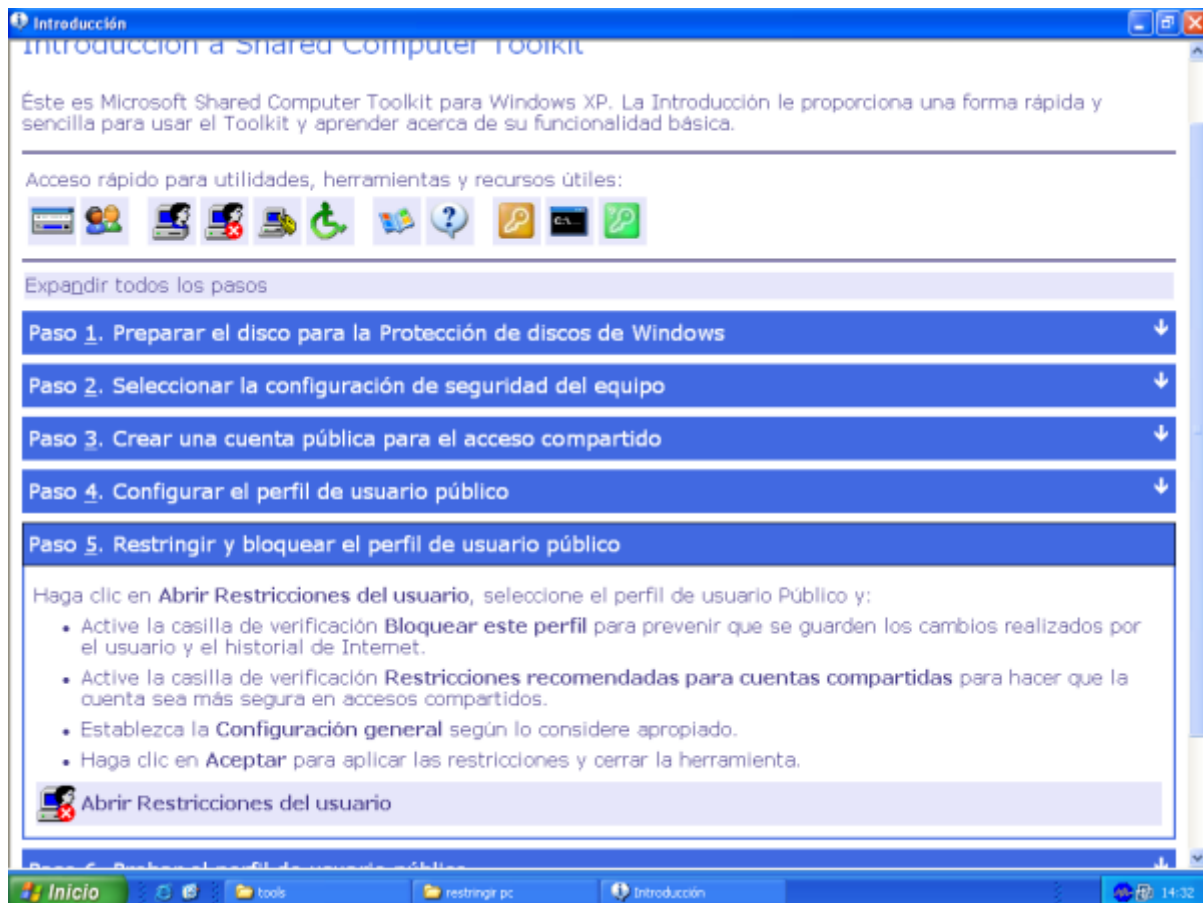 Introducción
Introducción a Shared Computer Toolkit
Éste es Microsoft Shared Computer Toolkit para Windows XP. La Introducción le proporciona una forma rápida y
sencilla para usar el Toolkit y aprender acerca de su funcionalidad básica.
Acceso rápido para utilidades, herramientas y recursos útiles:
C:\...
Expandir todos los pasos
Paso 1. Preparar el disco para la Protección de discos de Windows
Paso 2. Seleccionar la configuración de seguridad del equipo
Paso 3. Crear una cuenta pública para el acceso compartido
Paso 4. Configurar el perfil de usuario público
Paso 5. Restringir y bloquear el perfil de usuario público
Haga clic en Abrir Restricciones del usuario, seleccione el perfil de usuario Público y:
• Active la casilla de verificación Bloquear este perfil para prevenir que se guarden los cambios realizados por
el usuario y el historial de Internet.
• Active la casilla de verificación Restricciones recomendadas para cuentas compartidas para hacer que la
cuenta sea más segura en accesos compartidos.
• Establezca la Configuración general según lo considere apropiado.
• Haga clic en Aceptar para aplicar las restricciones y cerrar la herramienta.
Abrir Restricciones del usuario
Paso 6. Probar el perfil de usuario público
Inicio tools restringir pc Introducción 14:32